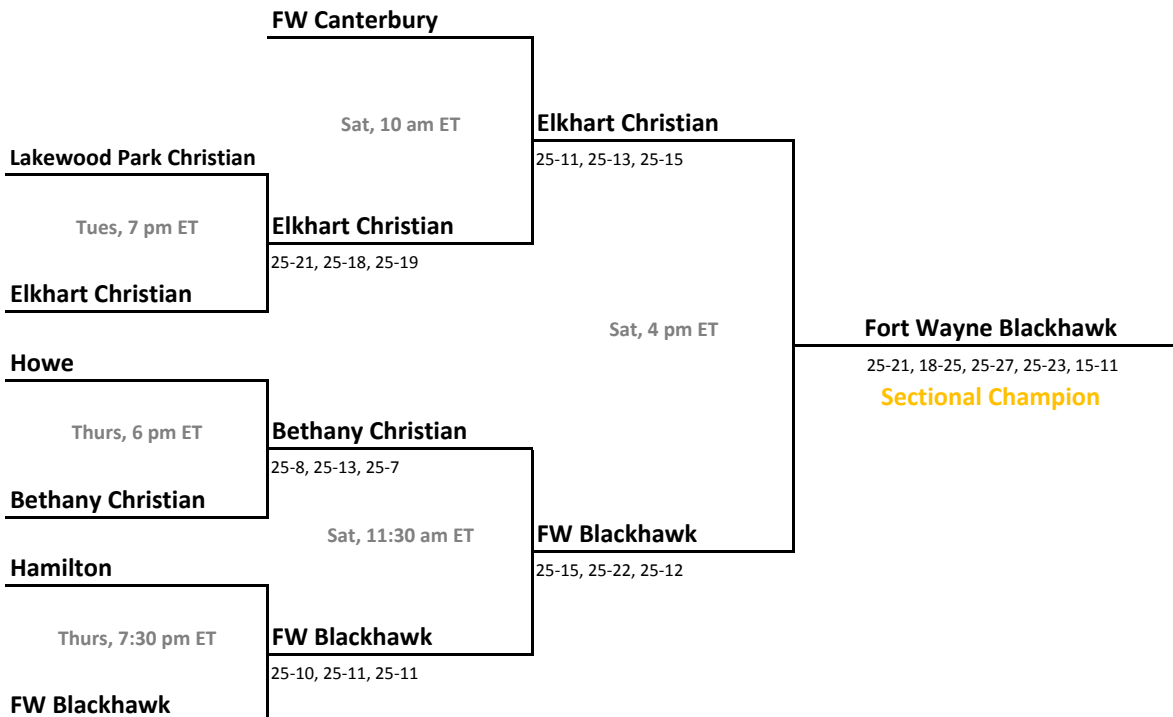 FW Canterbury
Sat, 10 am ET
Elkhart Christian
25-11, 25-13, 25-15
Lakewood Park Christian
Tues, 7 pm ET
Elkhart Christian
25-21, 25-18, 25-19
Elkhart Christian
Sat, 4 pm ET
Fort Wayne Blackhawk
25-21, 18-25, 25-27, 25-23, 15-11
Sectional Champion
Howe
Thurs, 6 pm ET
Bethany Christian
25-8, 25-13, 25-7
Bethany Christian
Sat, 11:30 am ET
FW Blackhawk
25-15, 25-22, 25-12
Hamilton
Thurs, 7:30 pm ET
FW Blackhawk
25-10, 25-11, 25-11
FW Blackhawk